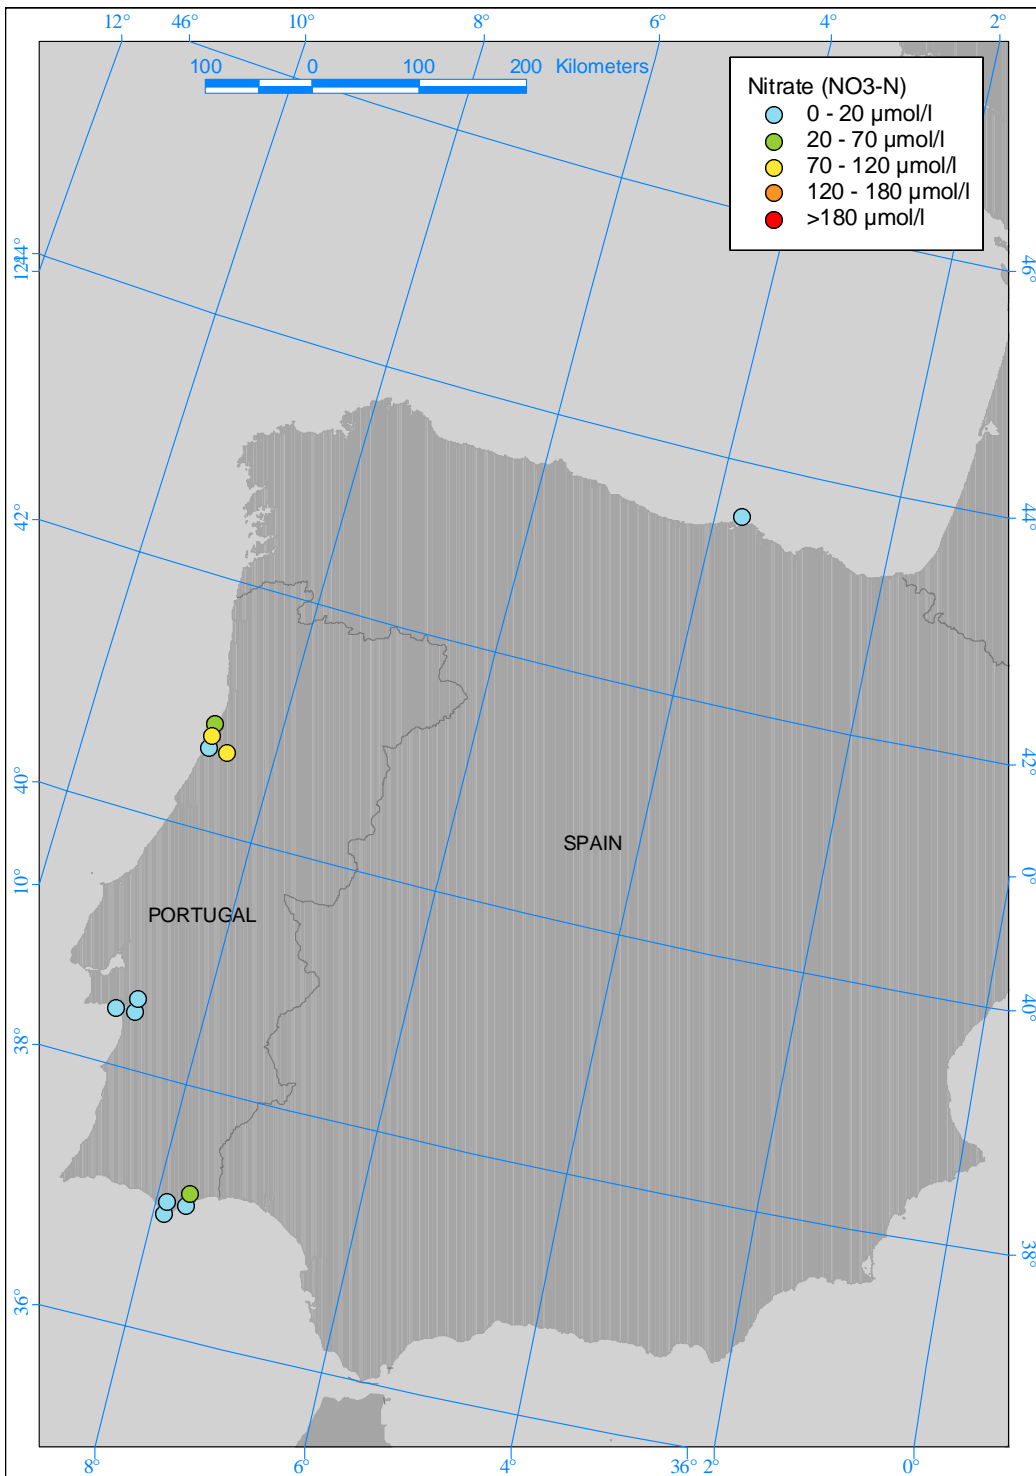 12° 46° 10° 8° 6° 4° 2°
100 0 100 200 Kilometers
Nitrate (NO3-N)
0 - 20 µmol/l
20 - 70 µmol/l
70 - 120 µmol/l
120 - 180 µmol/l
>180 µmol/l
44°
12°
46°
42°
44°
42°
40°
SPAIN
10°
0°
PORTUGAL
40°
38°
38°
36°
8° 6° 4° 36° 2° 0°